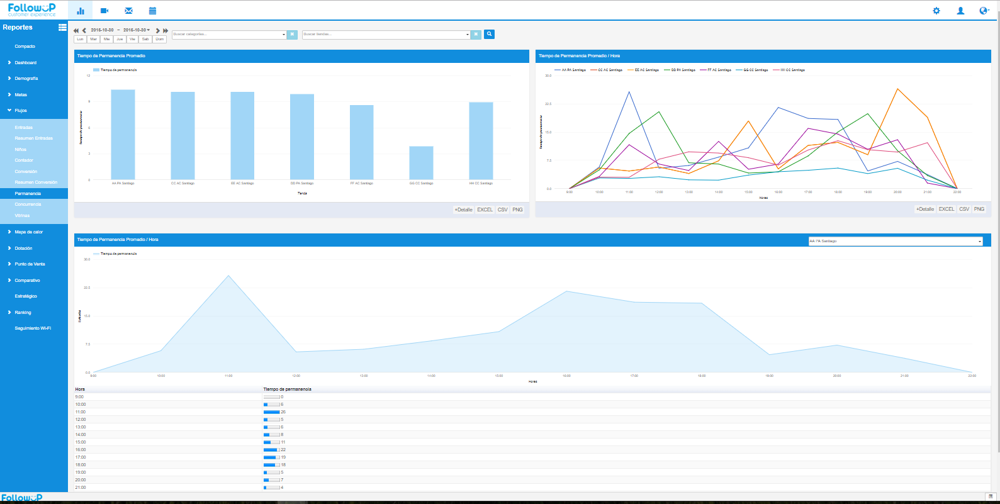 FollowUP
customer experience
Reportes
2015-10-30 - 2015-10-30
Buscar categorías...
Buscar tiendas...
Lun Mar Mie Jue Vie Sab Dom
Compacto
Dashboard
Demografía
Metas
Flujos
Entradas
Resumen Entradas
Niños
Contador
Conversión
Resumen Conversión
Permanencia
Concurrencia
Vitrinas
Mapa de calor
Dotación
Punto de Venta
Comparativo
Estratégico
Ranking
Seguimiento Wi-Fi
Tiempo de Permanencia Promedio
Tiempo de permanencia
12
9
6
3
0
Tiempo de permanencia
AA PA Santiago CC AC Santiago EE AC Santiago DD PA Santiago FF AC Santiago GG CC Santiago HH CC Santiago
Tienda
+Detalle EXCEL CSV PNG
Tiempo de Permanencia Promedio / Hora
AA PA Santiago CC AC Santiago EE AC Santiago DD PA Santiago FF AC Santiago GG CC Santiago HH CC Santiago
30.0
22.5
15.0
7.5
0.0
Tiempo de permanencia
9:00 10:00 11:00 12:00 13:00 14:00 15:00 16:00 17:00 18:00 19:00 20:00 21:00 22:00
Horas
+Detalle EXCEL CSV PNG
Tiempo de Permanencia Promedio / Hora
AA PA Santiago
Tiempo de permanencia
30.0
22.5
15.0
7.5
0.0
Entradas
9:00 10:00 11:00 12:00 13:00 14:00 15:00 16:00 17:00 18:00 19:00 20:00 21:00 22:00
Horas
Hora Tiempo de permanencia
9:00 0
10:00 6
11:00 26
12:00 5
13:00 6
14:00 8
15:00 11
16:00 22
17:00 19
18:00 18
19:00 5
20:00 7
21:00 4
FollowUP